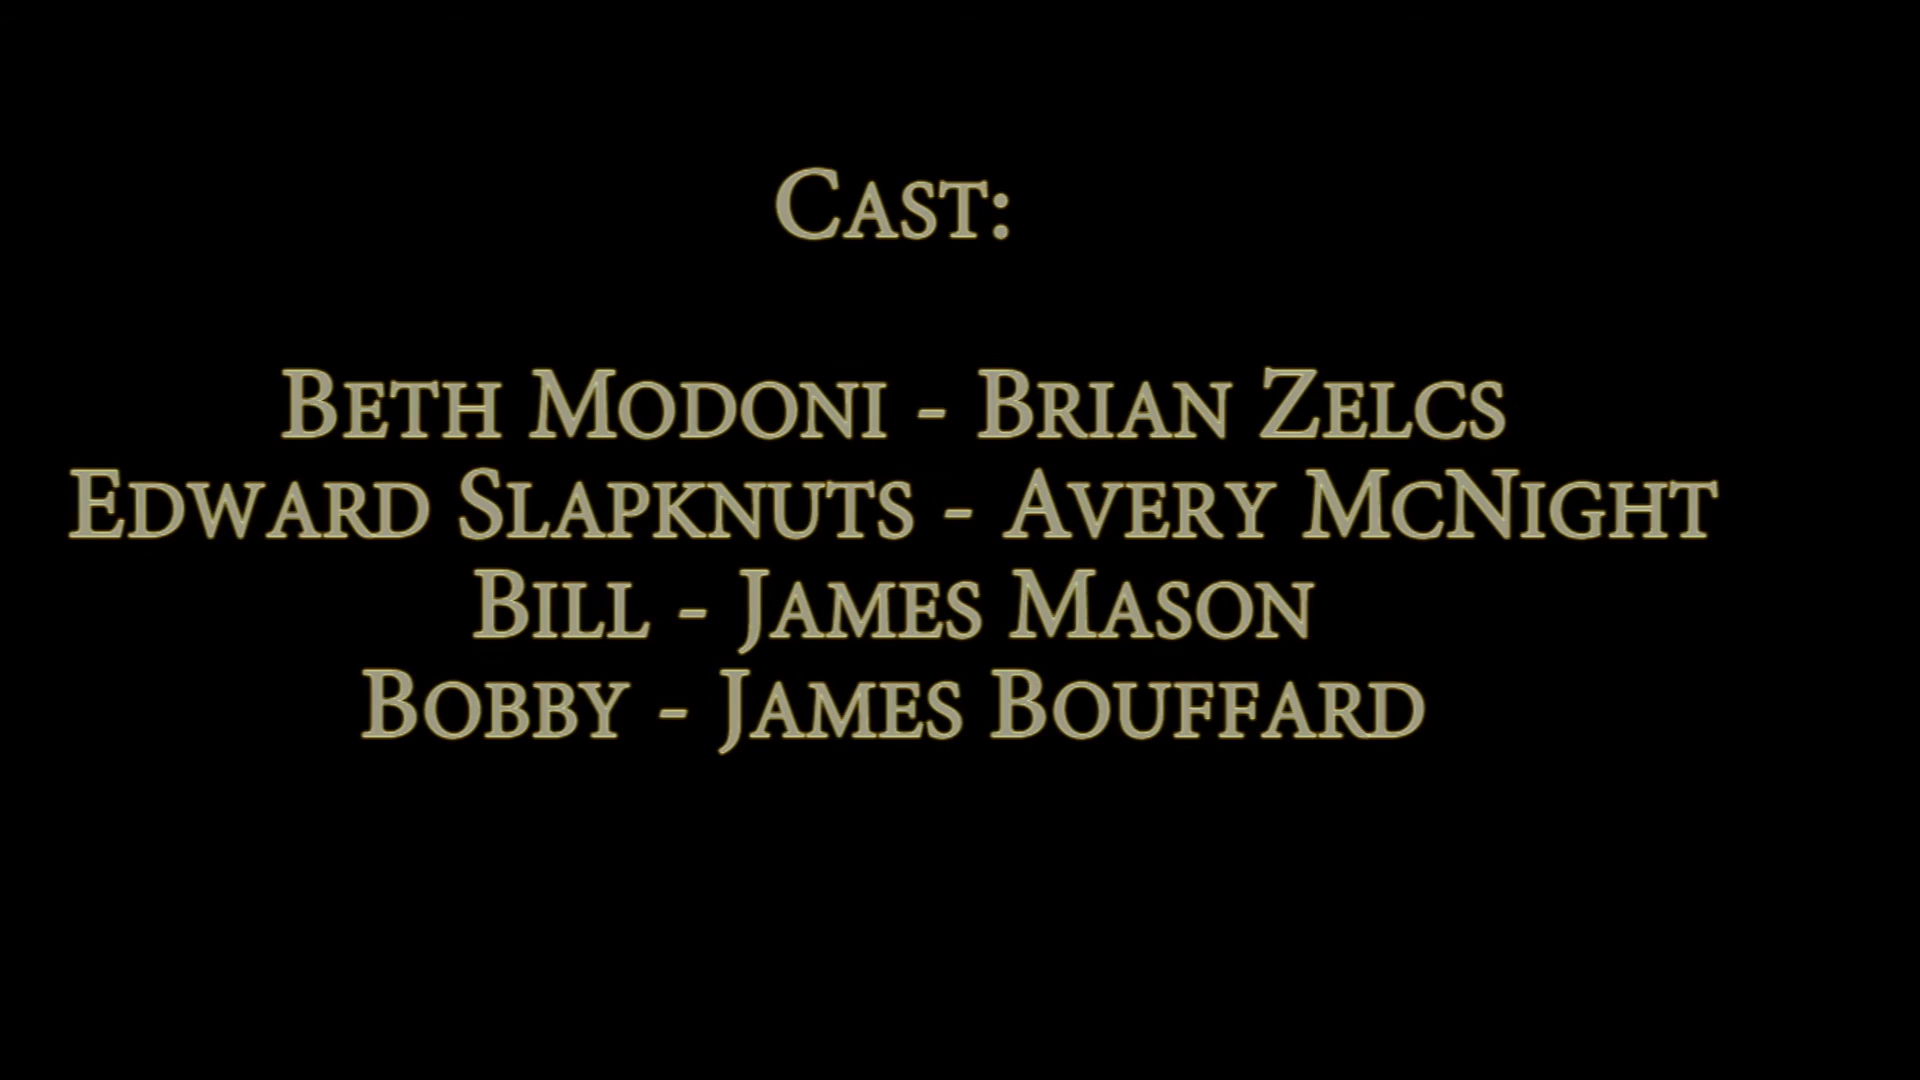 Cast:
Beth Modoni - Brian Zelcs
Edward Slapknuts - Avery McNight
Bill - James Mason
Bobby - James Bouffard